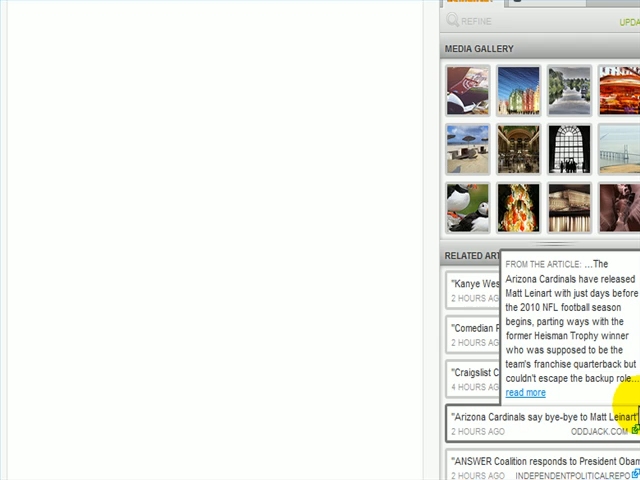 REFINE
UPDA
MEDIA GALLERY
RELATED ART
FROM THE ARTICLE: ...The
Arizona Cardinals have released
Matt Leinart with just days before
the 2010 NFL football season
begins, parting ways with the
former Heisman Trophy winner
who was supposed to be the
team's franchise quarterback but
couldn't escape the backup role...
read more
"Kanye Wes
2 HOURS AG
"Comedian P
2 HOURS AG
"Craigslist C
4 HOURS AG
"Arizona Cardinals say bye-bye to Matt Leinart"
2 HOURS AGO ODDJACK.COM
"ANSWER Coalition responds to President Obam
2 HOURS AGO INDEPENDENTPOLITICALREPO